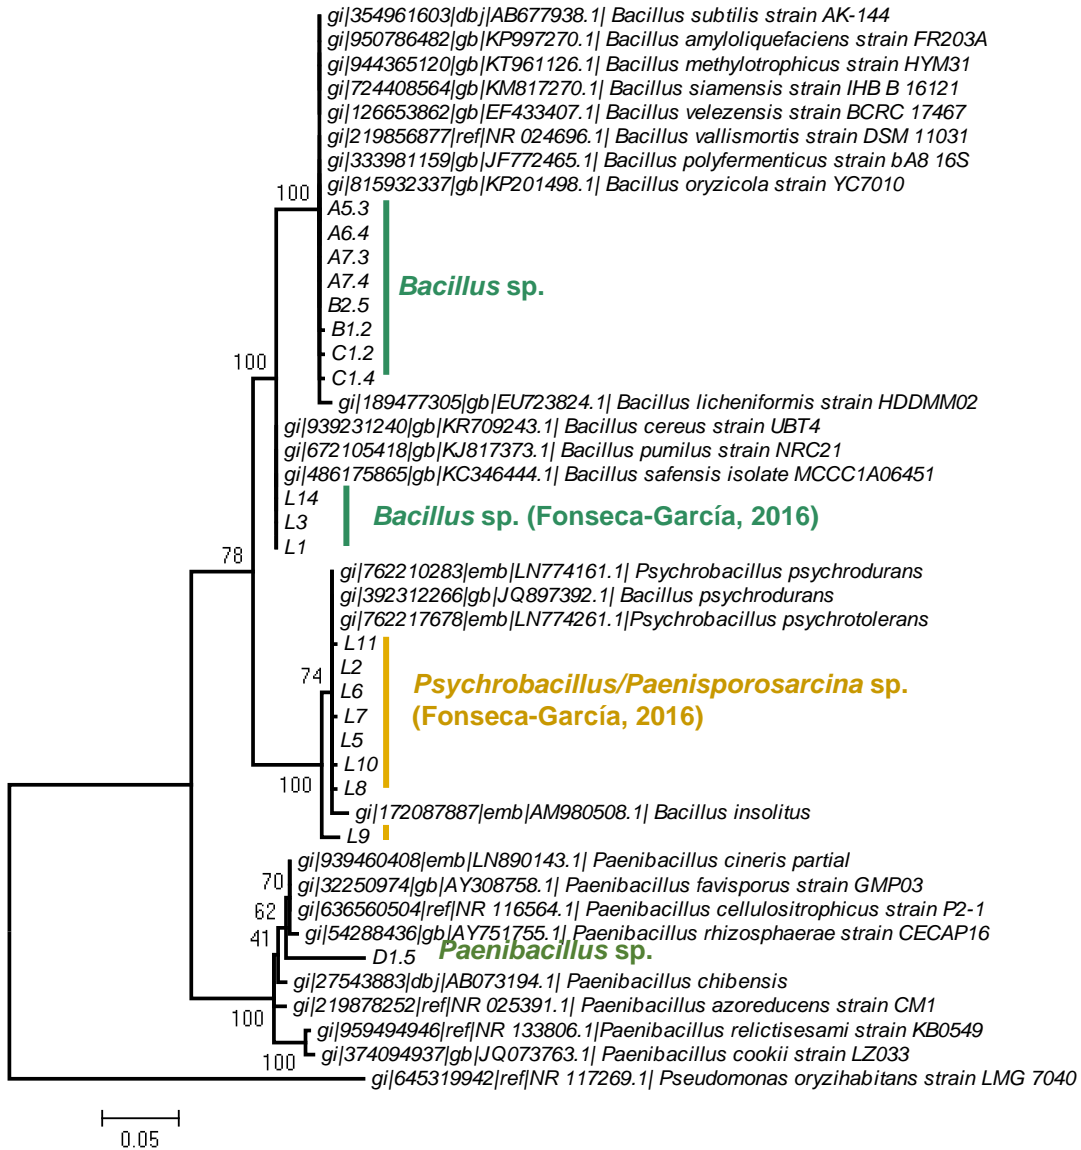 gi|354961603|dbj|AB677938.1| Bacillus subtilis strain AK-144
gi|950786482|gb|KP997270.1| Bacillus amyloliquefaciens strain FR203A
gi|944365120|gb|KT961126.1| Bacillus methylotrophicus strain HYM31
gi|724408564|gb|KM817270.1| Bacillus siamensis strain IHB B 16121
gi|126653862|gb|EF433407.1| Bacillus velezensis strain BCRC 17467
gi|219856877|ref|NR 024696.1| Bacillus vallismortis strain DSM 11031
gi|333981159|gb|JF772465.1| Bacillus polyfermenticus strain bA8 16S
gi|815932337|gb|KP201498.1| Bacillus oryzicola strain YC7010
100
A5.3
A6.4
A7.3
A7.4
Bacillus sp.
B2.5
B1.2
C1.2
100
C1.4
gi|189477305|gb|EU723824.1| Bacillus licheniformis strain HDDMM02
gi|939231240|gb|KR709243.1| Bacillus cereus strain UBT4
gi|672105418|gb|KJ817373.1| Bacillus pumilus strain NRC21
gi|486175865|gb|KC346444.1| Bacillus safensis isolate MCCC1A06451
L14
L3
Bacillus sp. (Fonseca-García, 2016)
L1
78
gi|762210283|emb|LN774161.1| Psychrobacillus psychrodurans
gi|392312266|gb|JQ897392.1| Bacillus psychrodurans
gi|762217678|emb|LN774261.1|Psychrobacillus psychrotolerans
L11
L2
74
L6
Psychrobacillus/Paenisporosarcina sp.
(Fonseca-García, 2016)
L7
L5
L10
100
L8
gi|172087887|emb|AM980508.1| Bacillus insolitus
L9
gi|939460408|emb|LN890143.1| Paenibacillus cineris partial
70
gi|32250974|gb|AY308758.1| Paenibacillus favisporus strain GMP03
62
gi|636560504|ref|NR 116564.1| Paenibacillus cellulositrophicus strain P2-1
41
gi|54288436|gb|AY751755.1| Paenibacillus rhizosphaerae strain CECAP16
D1.5
Paenibacillus sp.
gi|27543883|dbj|AB073194.1| Paenibacillus chibensis
gi|219878252|ref|NR 025391.1| Paenibacillus azoreducens strain CM1
100
gi|959494946|ref|NR 133806.1|Paenibacillus relictisesami strain KB0549
gi|374094937|gb|JQ073763.1| Paenibacillus cookii strain LZ033
100
gi|645319942|ref|NR 117269.1| Pseudomonas oryzihabitans strain LMG 7040
0.05